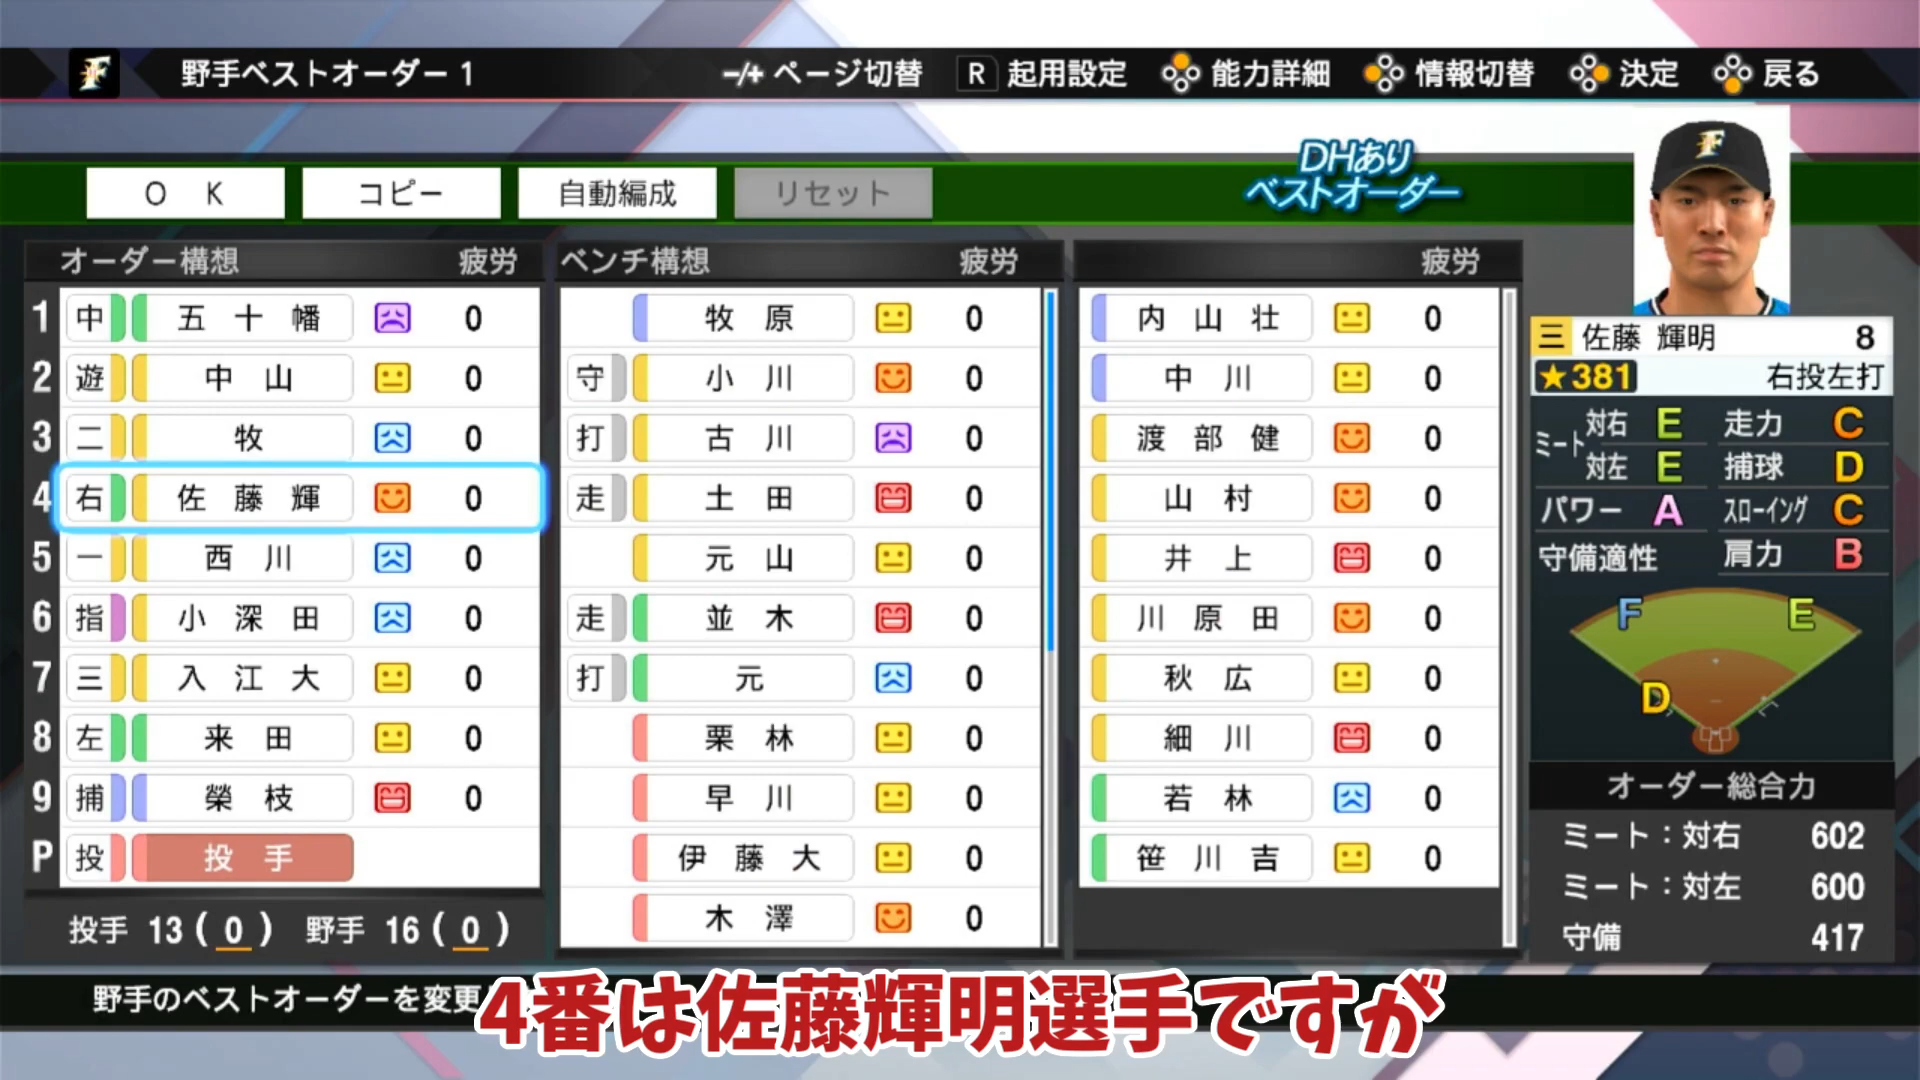 野手ベストオーダー 1 -/+ ページ切替 R 起用設定 能力詳細 情報切替 決定 戻る
DHあり
ベストオーダー
O K コピー 自動編成 リセット
オーダー構想 疲労 ベンチ構想 疲労 疲労
1 中 五十幡 0 牧原 0 内山壮 0
2 遊 中山 0 守 小川 0 中川 0
3 二 牧 0 打 古川 0 渡部健 0
4 右 佐藤輝 0 走 土田 0 山村 0
5 一 西川 0 元山 0 井上 0
6 指 小深田 0 走 並木 0 川原田 0
7 三 入江大 0 打 元 0 秋広 0
8 左 来田 0 栗林 0 細川 0
9 捕 榮枝 0 早川 0 若林 0
P 投 投手 伊藤大 0 笹川吉 0
木澤 0
投手 13 ( 0 ) 野手 16 ( 0 )
三 佐藤 輝明 8
★381 右投左打
ミート 対右 E 走力 C
対左 E 捕球 D
パワー A スローイング C
守備適性 肩力 B
F E
D
オーダー総合力
ミート:対右 602
ミート:対左 600
守備 417
野手のベストオーダーを変更
4番は佐藤輝明選手ですが